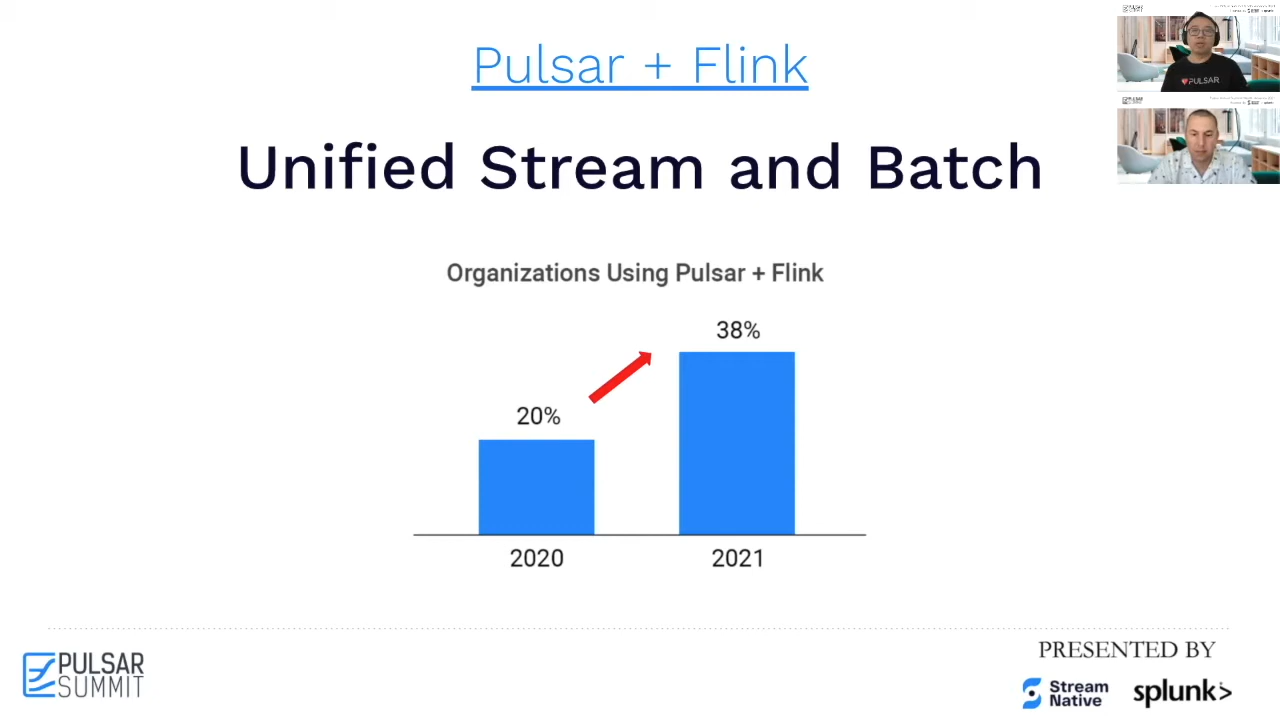 Pulsar + Flink
Unified Stream and Batch
PULSAR
Organizations Using Pulsar + Flink
20%
38%
2020
2021
PULSAR
SUMMIT
PRESENTED BY
Stream
Native
splunk>